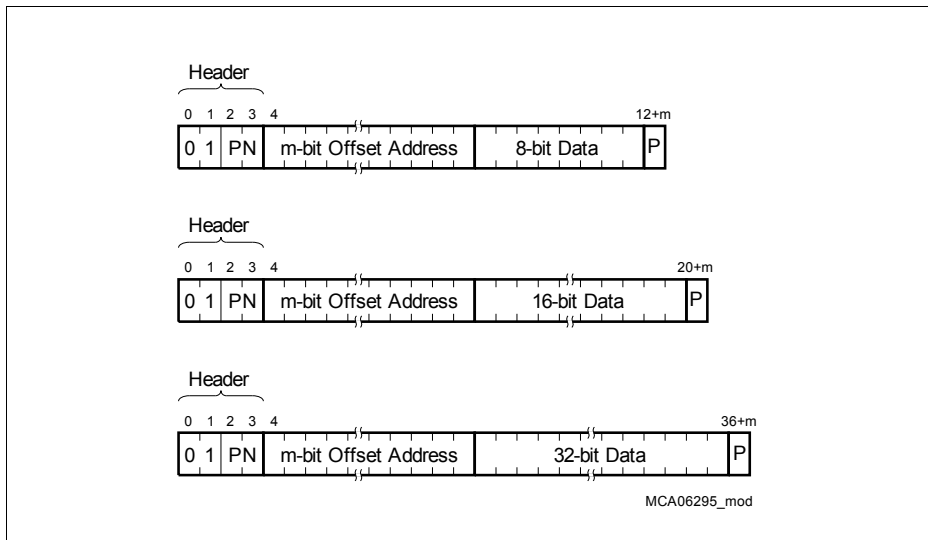 Header
0 1 2 3 4 12+m
0 1 PN m-bit Offset Address 8-bit Data P
Header
0 1 2 3 4 20+m
0 1 PN m-bit Offset Address 16-bit Data P
Header
0 1 2 3 4 36+m
0 1 PN m-bit Offset Address 32-bit Data P
MCA06295_mod